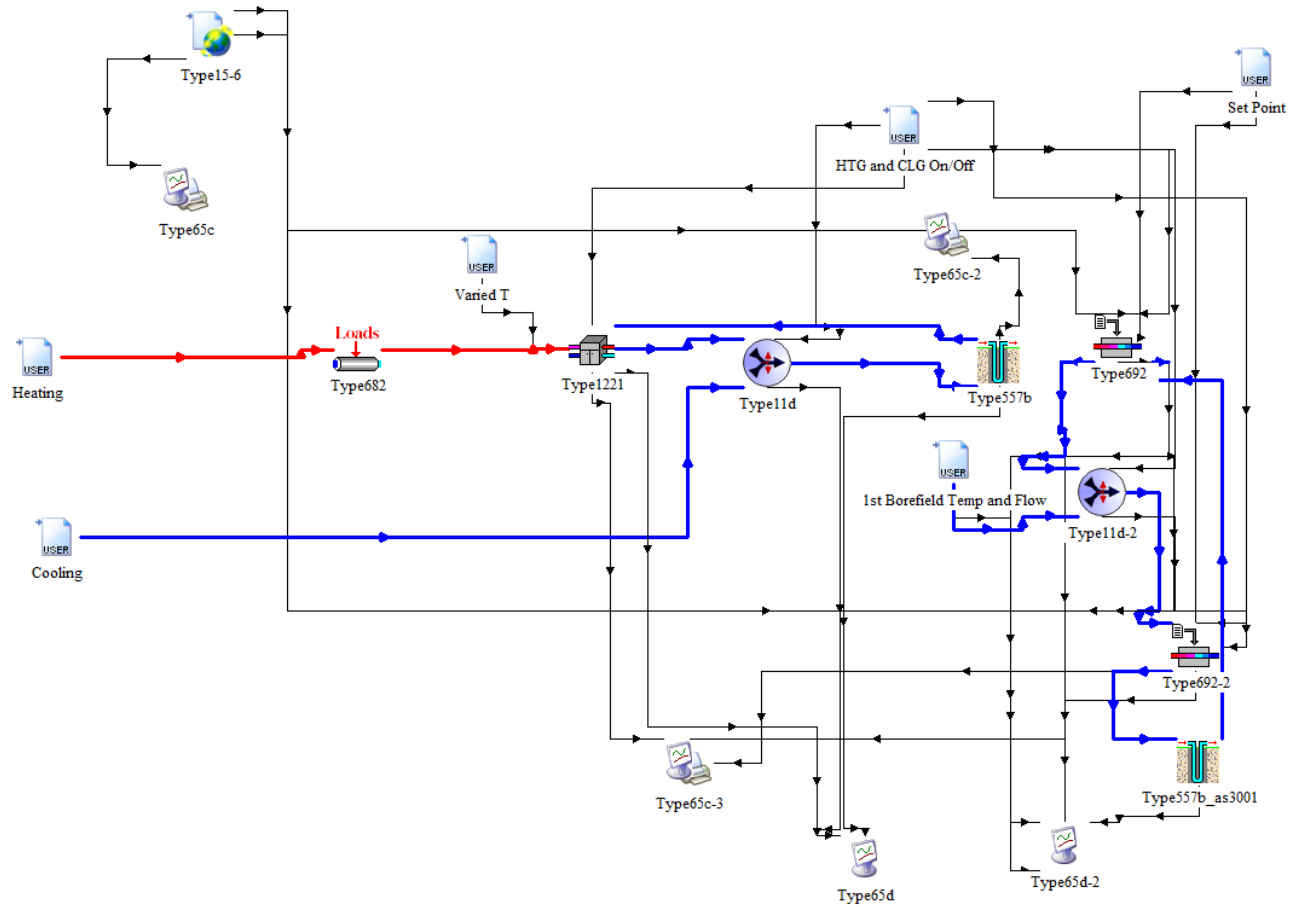 Type15-6
USER
Set Point
USER
HTG and CLG On/Off
Type65c
USER
Varied T
Type65c-2
Loads
USER
Heating
Type682
Type1221
Type11d
Type557b
Type692
USER
1st Borefield Temp and Flow
Type11d-2
USER
Cooling
Type692-2
Type65c-3
Type557b_as3001
Type65d
Type65d-2